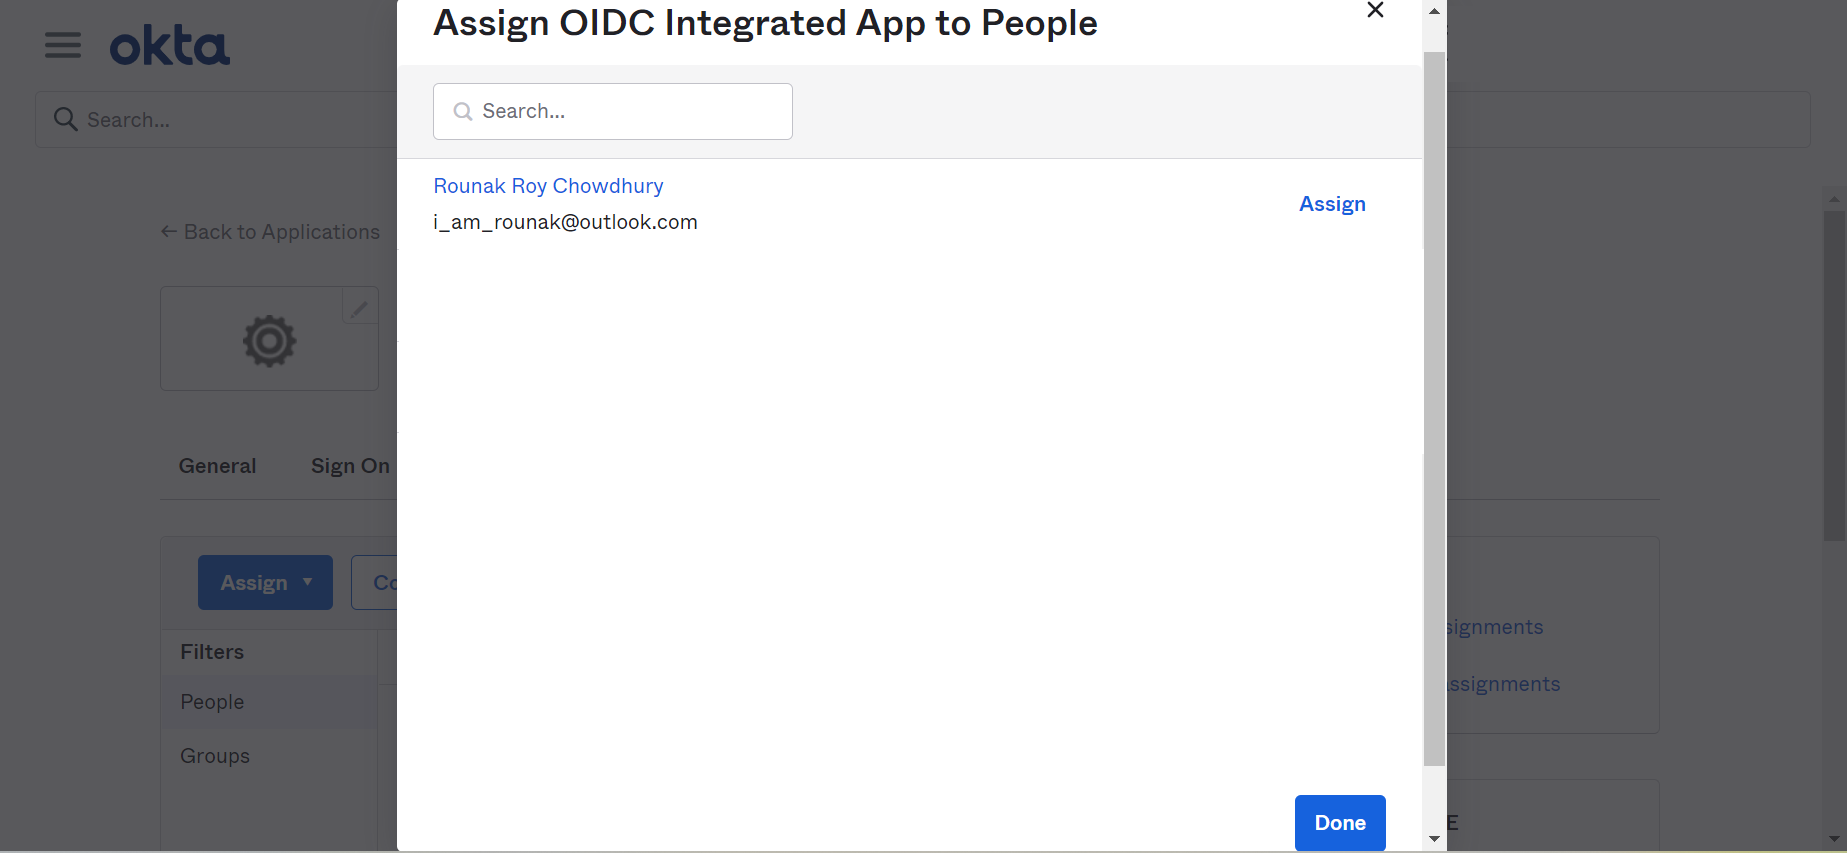 Assign OIDC Integrated App to People
okta
Search...
Search...
Rounak Roy Chowdhury
i_am_rounak@outlook.com
Assign
← Back to Applications
General
Sign On
Assign
Co
signments
Filters
People
ssignments
Groups
Done
E